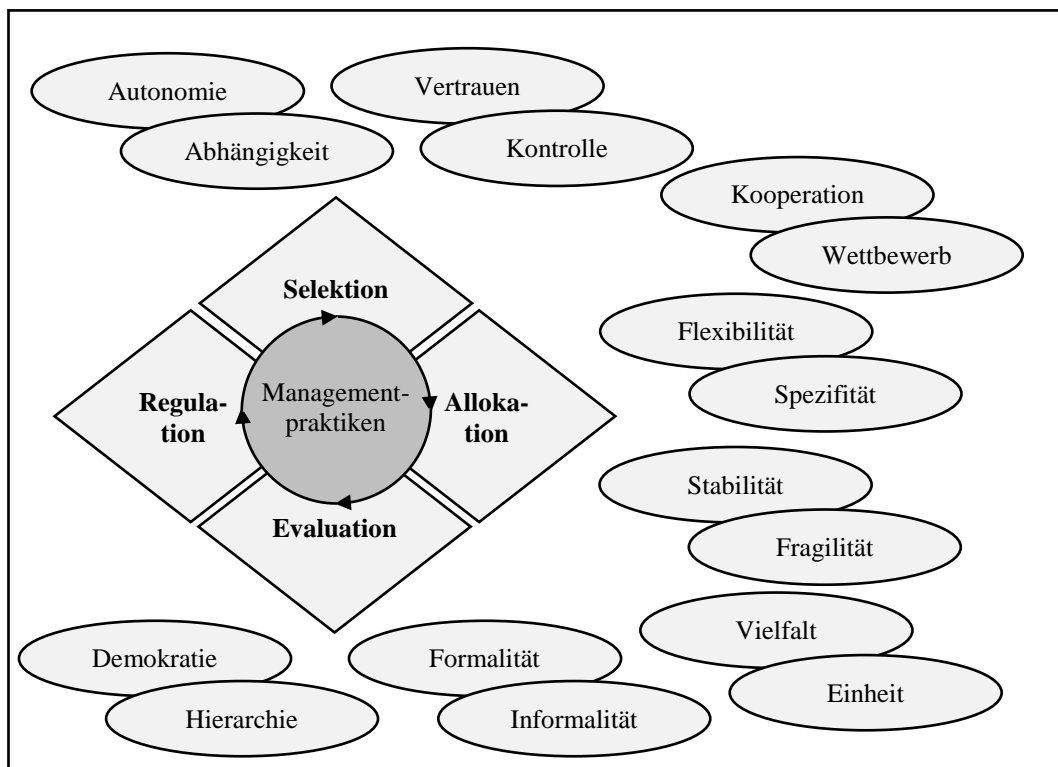 Autonomie
Abhängigkeit
Vertrauen
Kontrolle
Kooperation
Wettbewerb
Selektion
Flexibilität
Spezifität
Regula-
tion
Management-
praktiken
Alloka-
tion
Evaluation
Stabilität
Fragilität
Vielfalt
Einheit
Demokratie
Hierarchie
Formalität
Informalität